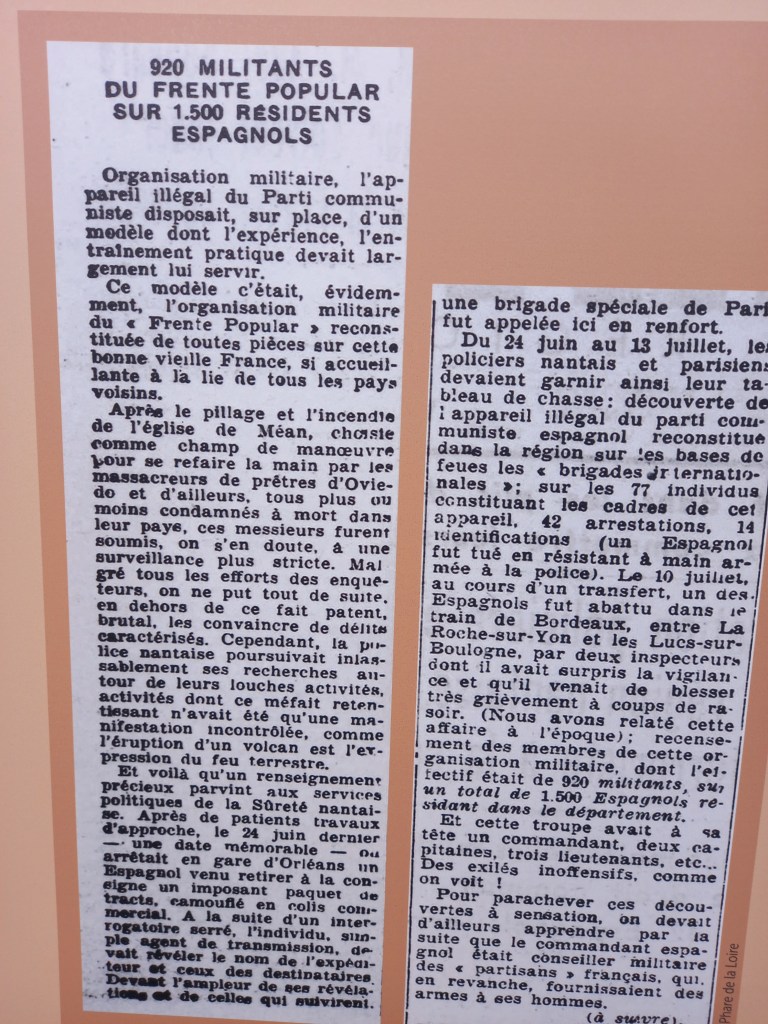 920 MILITANTS
DU FRENTE POPULAR
SUR 1.500 RÉSIDENTS
ESPAGNOLS
Organisation militaire, l'ap-
pareil illégal du Parti commu-
niste disposait, sur place, d'un
modèle dont l'expérience, l'en-
traînement pratique devait lar-
gement lui servir.
Ce modèle c'était, évidem-
ment, l'organisation militaire
du « Frente Popular » recons-
tituée de toutes pièces sur cette
bonne vieille France, si accueil-
lante à la lie de tous les pays
voisins.
Après le pillage et l'incendie
de l'église de Méan, choisie
comme champ de manœuvre
pour se refaire la main par les
massacreurs de prêtres d'Ovie-
do et d'ailleurs, tous plus ou
moins condamnés à mort dans
leur pays, ces messieurs furent
soumis, on s'en doute, à une
surveillance plus stricte. Mal
gré tous les efforts des enquê-
teurs, on ne put tout de suite,
en dehors de ce fait patent,
brutal, les convaincre de délits
caractérisés. Cependant, la po-
lice nantaise poursuivait inlas-
sablement ses recherches au-
tour de leurs louches activités,
activités dont ce méfait reten-
tissant n'avait été qu'une ma-
nifestation incontrôlée, comme
l'éruption d'un volcan est l'ex-
pression du feu terrestre.
Et voilà qu'un renseignement
précieux parvint aux services
politiques de la Sûreté nantai-
se. Après de patients travaux
d'approche, le 24 juin dernier
— une date mémorable — on
arrêtait en gare d'Orléans un
Espagnol venu retirer à la con-
signe un imposant paquet de
tracts, camouflé en colis com-
mercial. A la suite d'un inter-
rogatoire serré, l'individu, sim-
ple agent de transmission, de-
vait révéler le nom de l'expédi-
teur et ceux des destinataires.
Devant l'ampleur de ses révéla-
tions et de celles qui suivirent,
une brigade spéciale de Pari
fut appelée ici en renfort.
Du 24 juin au 13 juillet, les
policiers nantais et parisiens
devaient garnir ainsi leur ta-
bleau de chasse : découverte de
l'appareil illégal du parti com-
muniste espagnol reconstitué
dans la région sur les bases de
feues les « brigades internatio-
nales » ; sur les 77 individus
constituant les cadres de cet
appareil, 42 arrestations, 14
identifications (un Espagnol
fut tué en résistant à main ar-
mée à la police). Le 10 juillet,
au cours d'un transfert, un des
Espagnols fut abattu dans le
train de Bordeaux, entre La
Roche-sur-Yon et les Lucs-sur-
Boulogne, par deux inspecteurs
dont il avait surpris la vigilan-
ce et qu'il venait de blesser
très grièvement à coups de ra-
soir. (Nous avons relaté cette
affaire à l'époque) ; recense-
ment des membres de cette or-
ganisation militaire, dont l'ef-
fectif était de 920 militants, sur
un total de 1.500 Espagnols ré-
sidant dans le département.
Et cette troupe avait à sa
tête un commandant, deux ca-
pitaines, trois lieutenants, etc...
Des exilés inoffensifs, comme
on voit !
Pour parachever ces décou-
vertes à sensation, on devait
d'ailleurs apprendre par la
suite que le commandant espa-
gnol était conseiller militaire
des « partisans » français, qui,
en revanche, fournissaient des
armes à ses hommes.
(à suivre).
Phare de la Loire